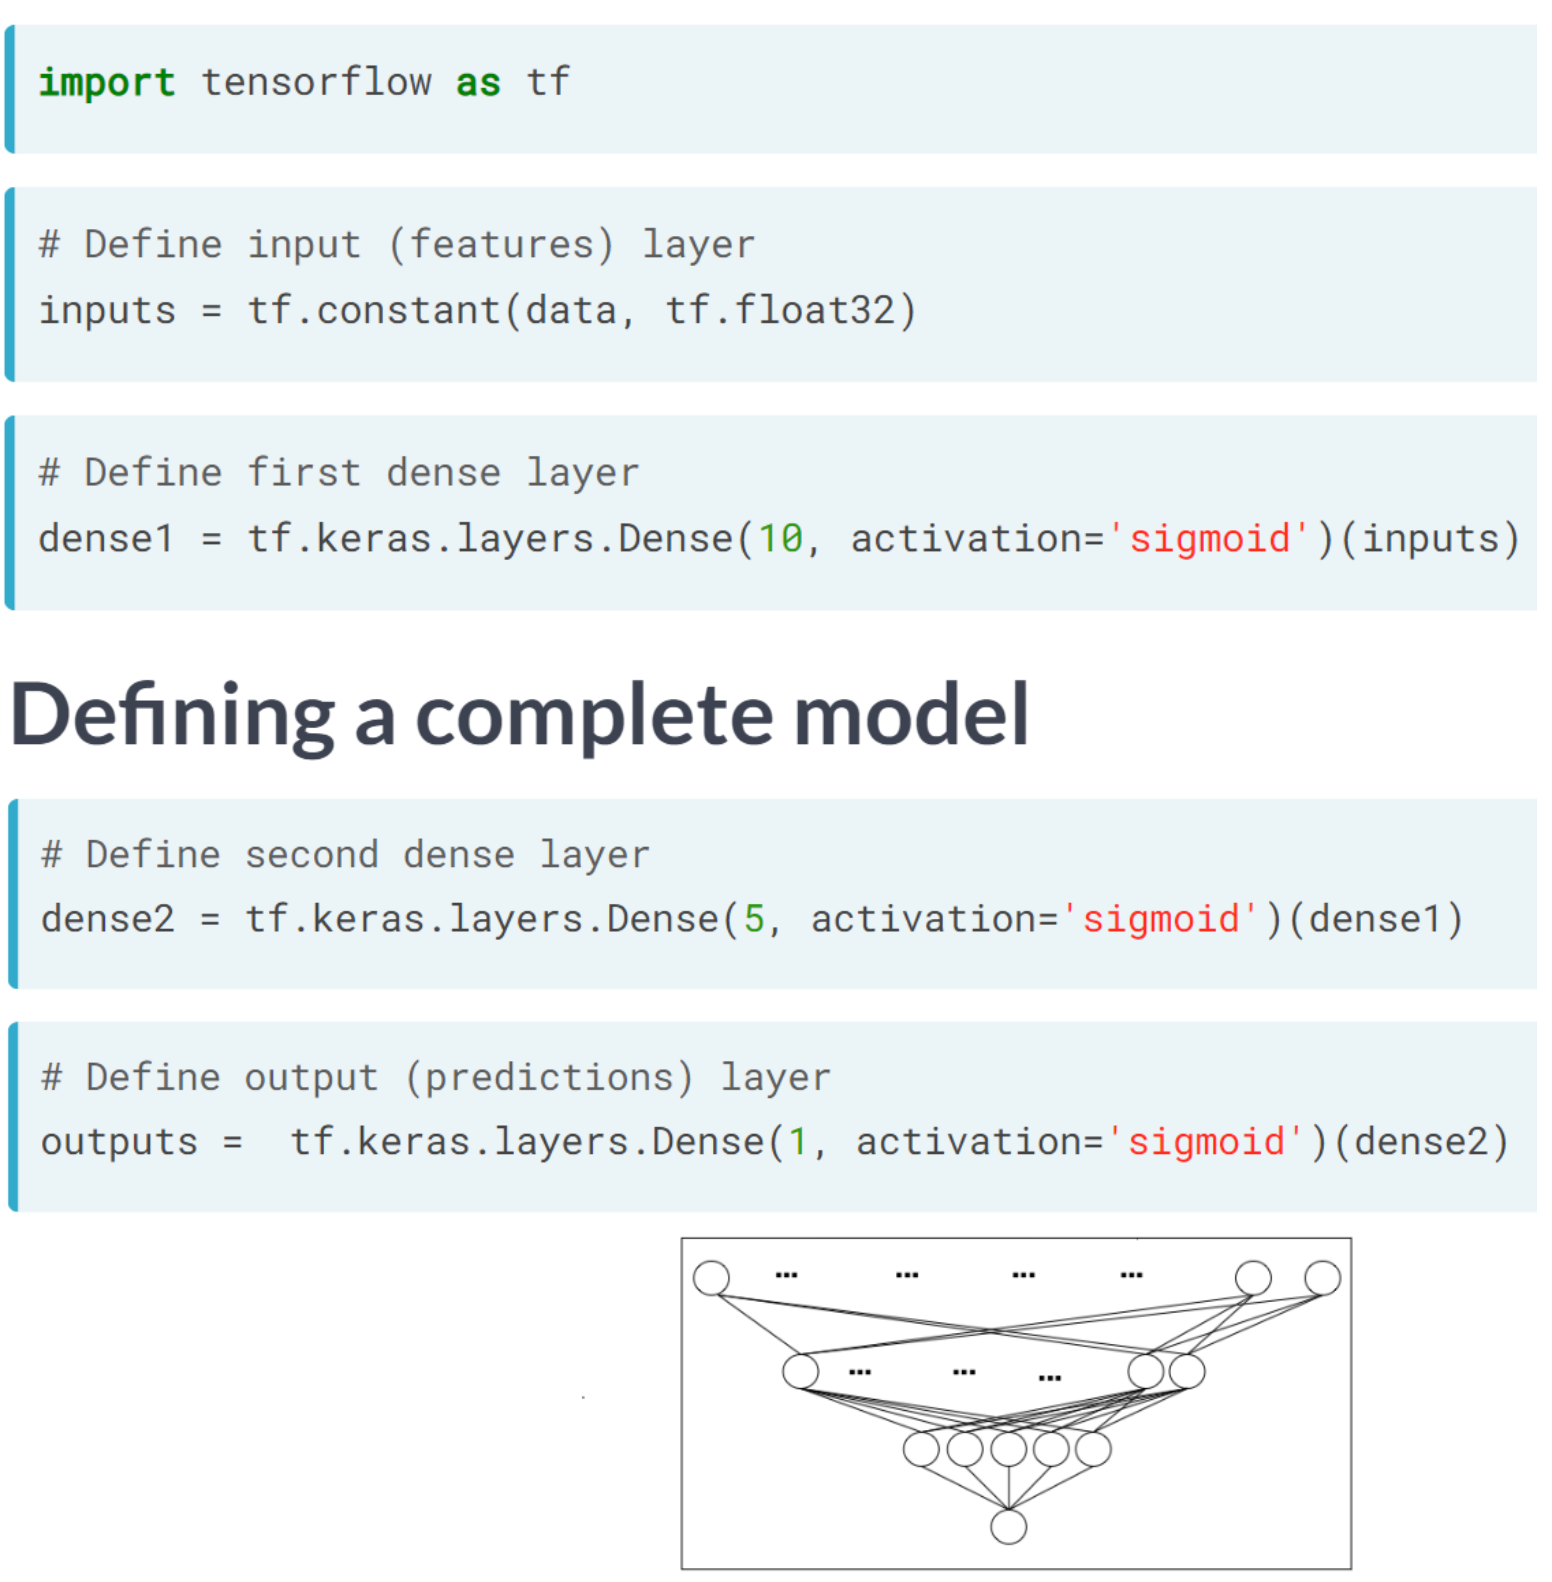 import tensorflow as tf
# Define input (features) layer
inputs = tf.constant(data, tf.float32)
# Define first dense layer
dense1 = tf.keras.layers.Dense(10, activation='sigmoid')(inputs)
Defining a complete model
# Define second dense layer
dense2 = tf.keras.layers.Dense(5, activation='sigmoid')(dense1)
# Define output (predictions) layer
outputs =  tf.keras.layers.Dense(1, activation='sigmoid')(dense2)
... ... ... ...
... ... ...